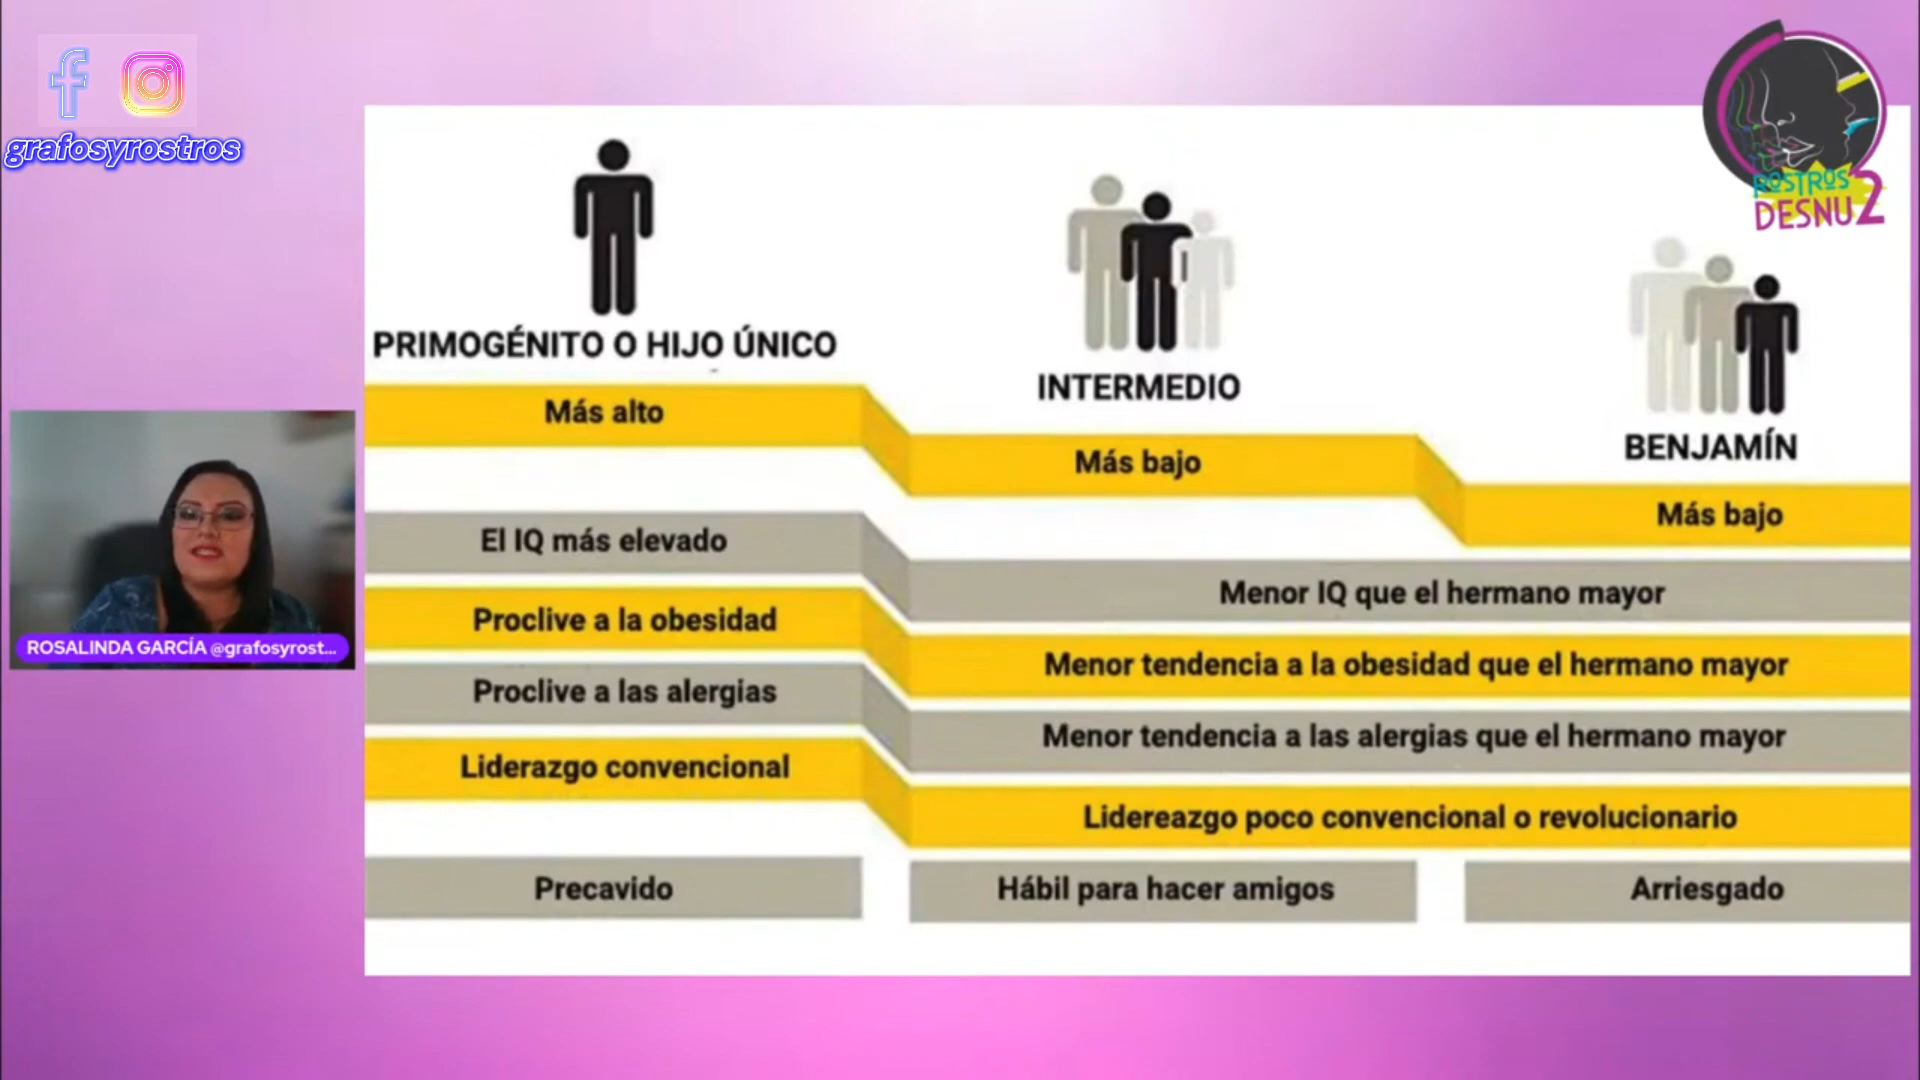 grafosyrostros
ROSTROS
DESNU2
PRIMOGÉNITO O HIJO ÚNICO
INTERMEDIO
BENJAMÍN
Más alto
Más bajo
Más bajo
El IQ más elevado
Menor IQ que el hermano mayor
Proclive a la obesidad
Menor tendencia a la obesidad que el hermano mayor
Proclive a las alergias
Menor tendencia a las alergias que el hermano mayor
Liderazgo convencional
Lidereazgo poco convencional o revolucionario
Precavido
Hábil para hacer amigos
Arriesgado
ROSALINDA GARCÍA @grafosyrost...